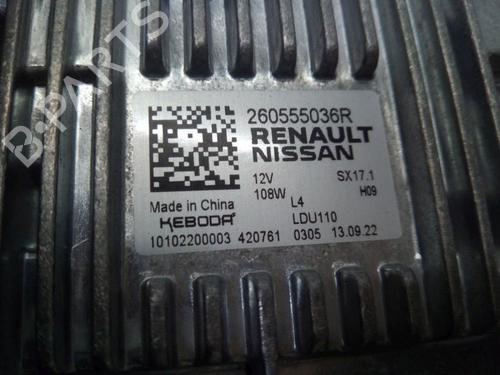 260555036R
RENAULT
NISSAN
12V SX17.1
108W H09
L4
Made in China
KEBODA LDU110
10102200003 420761 0305 13.09.22
B-PARTS